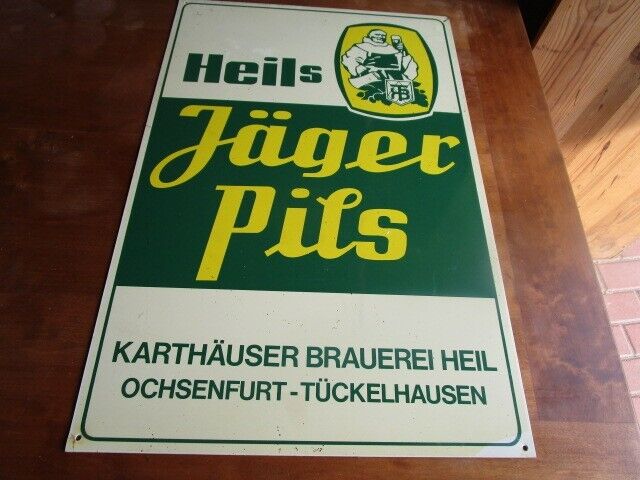 Heils
Jäger
Pils
KARTHÄUSER BRAUEREI HEIL
OCHSENFURT-TÜCKELHAUSEN